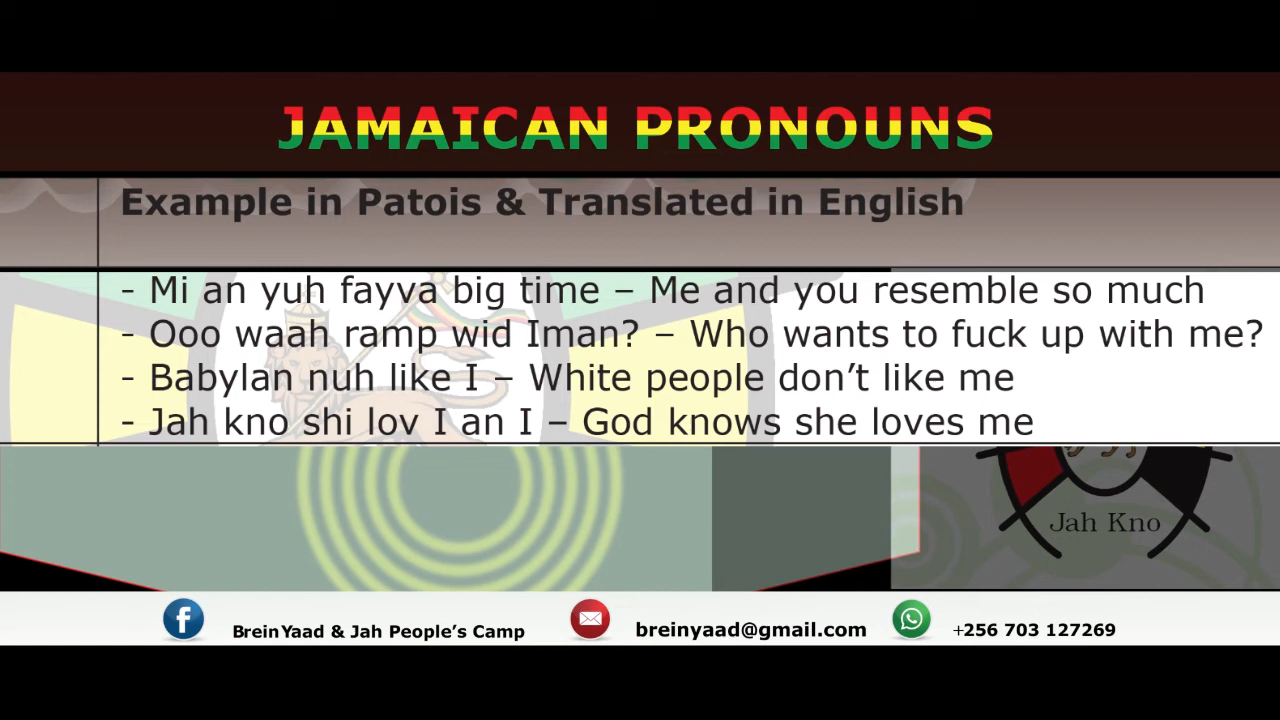 JAMAICAN PRONOUNS
Example in Patois & Translated in English
- Mi an yuh fayva big time – Me and you resemble so much
- Ooo waah ramp wid Iman? – Who wants to fuck up with me?
- Babylan nuh like I – White people don’t like me
- Jah kno shi lov I an I – God knows she loves me
Jah Kno
BreinYaad & Jah People’s Camp
breinyaad@gmail.com
+256 703 127269